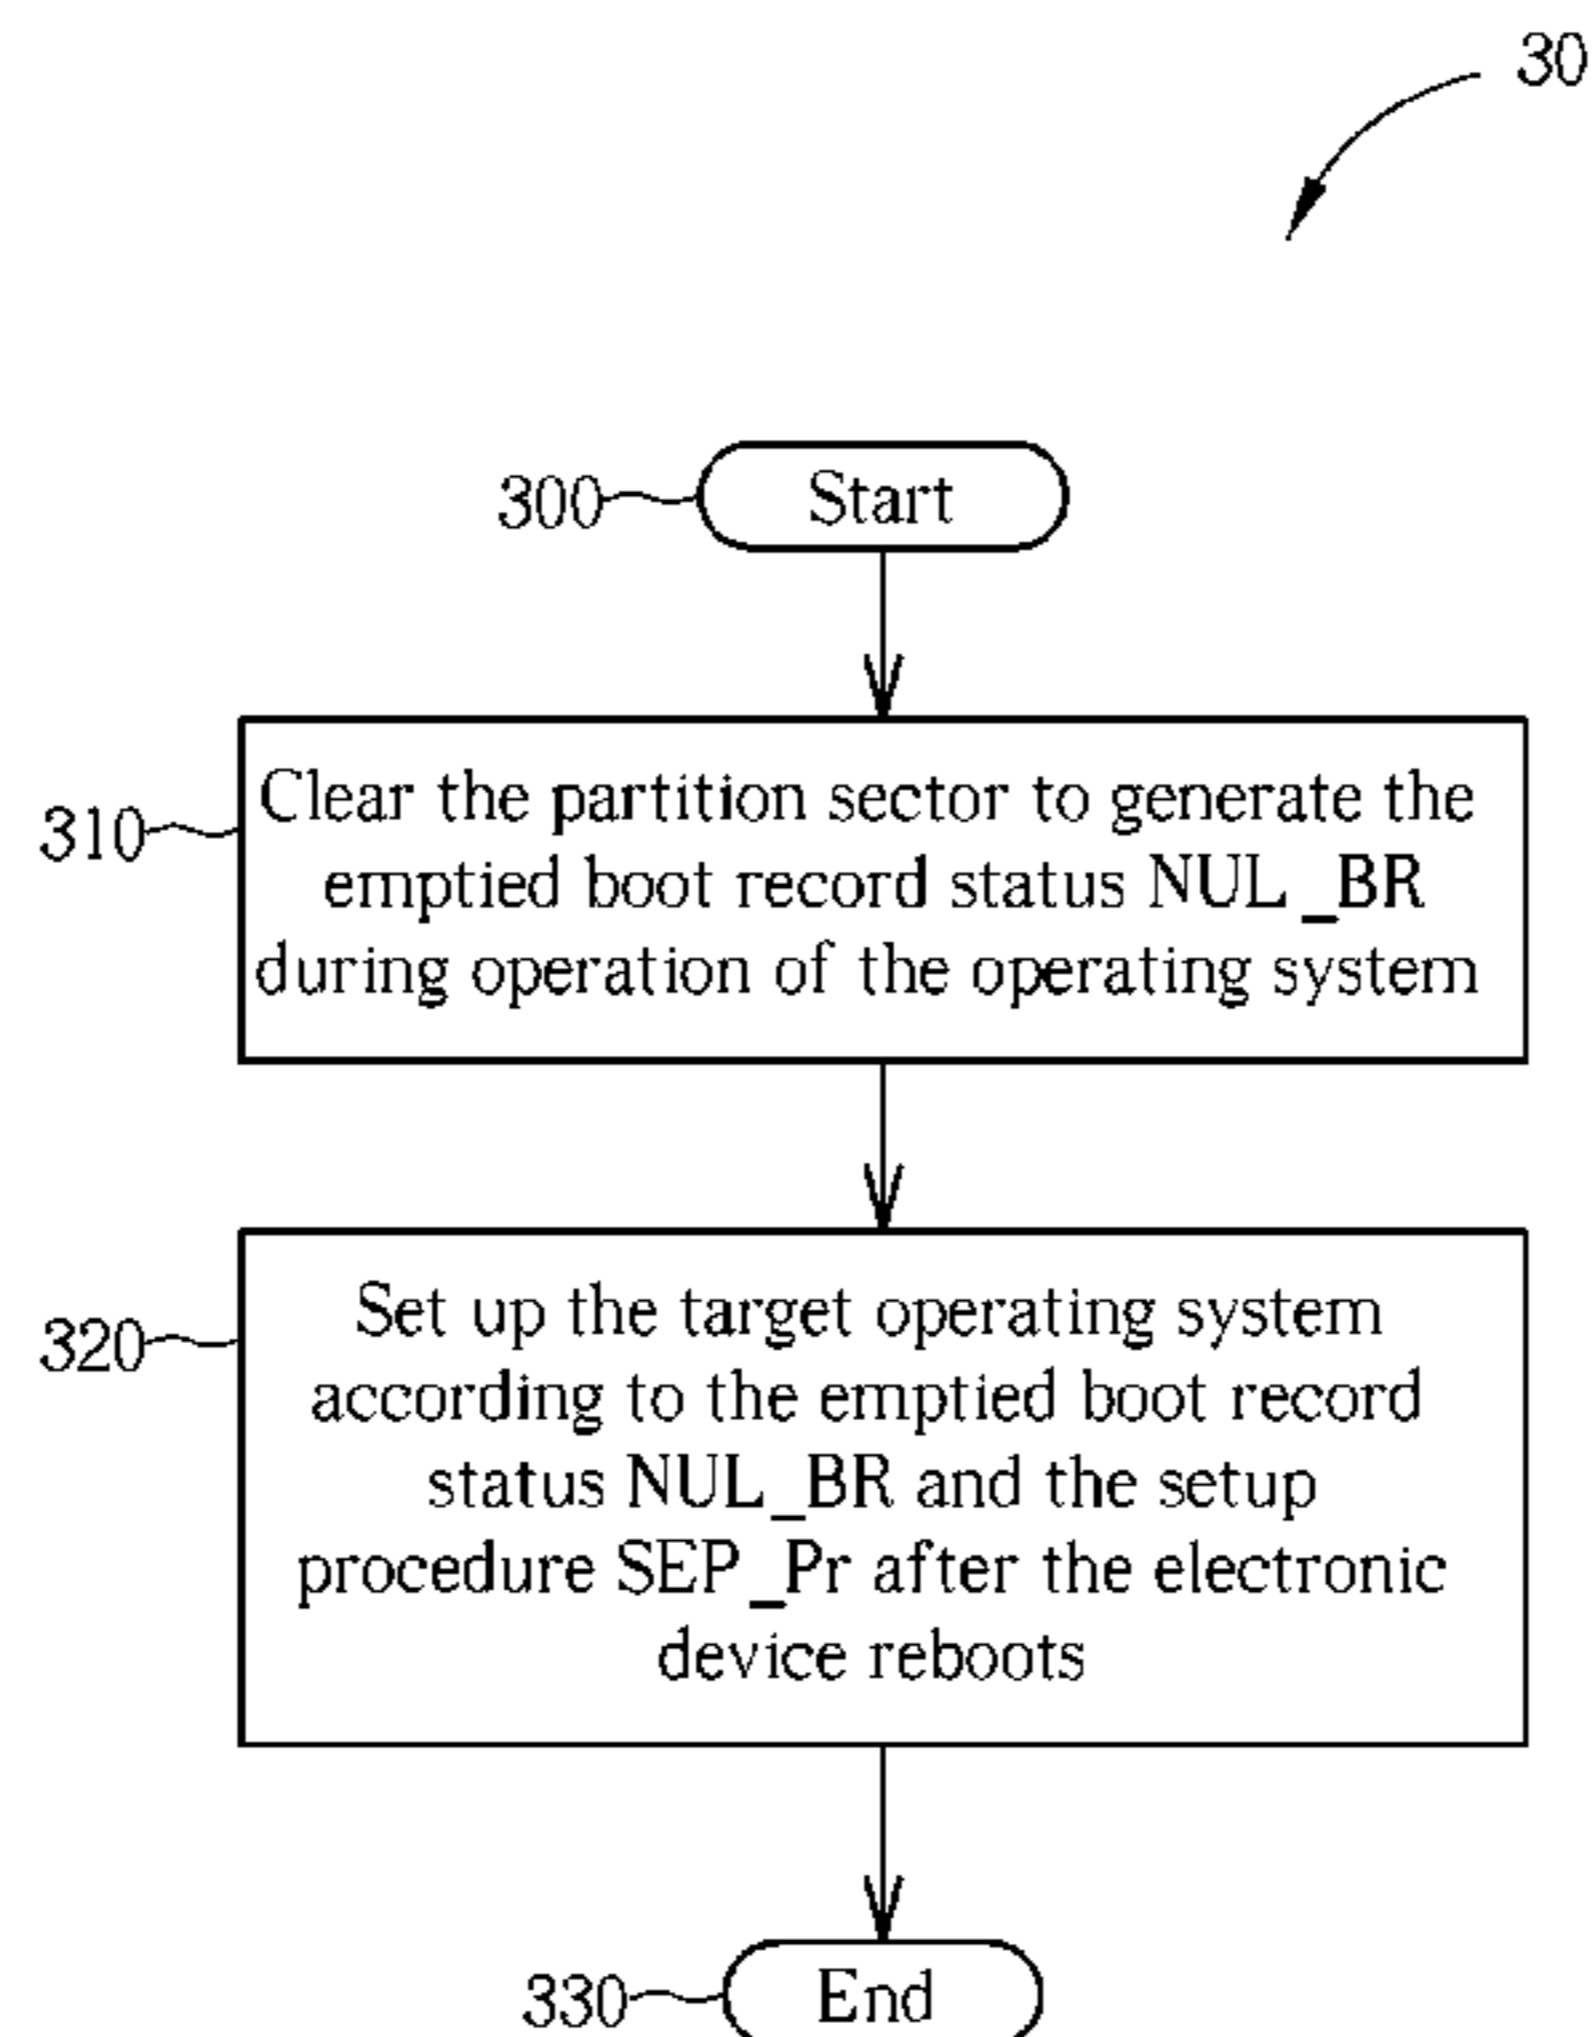 30
300 Start
310
Clear the partition sector to generate the
emptied boot record status NUL_BR
during operation of the operating system
320
Set up the target operating system
according to the emptied boot record
status NUL_BR and the setup
procedure SEP_Pr after the electronic
device reboots
330 End